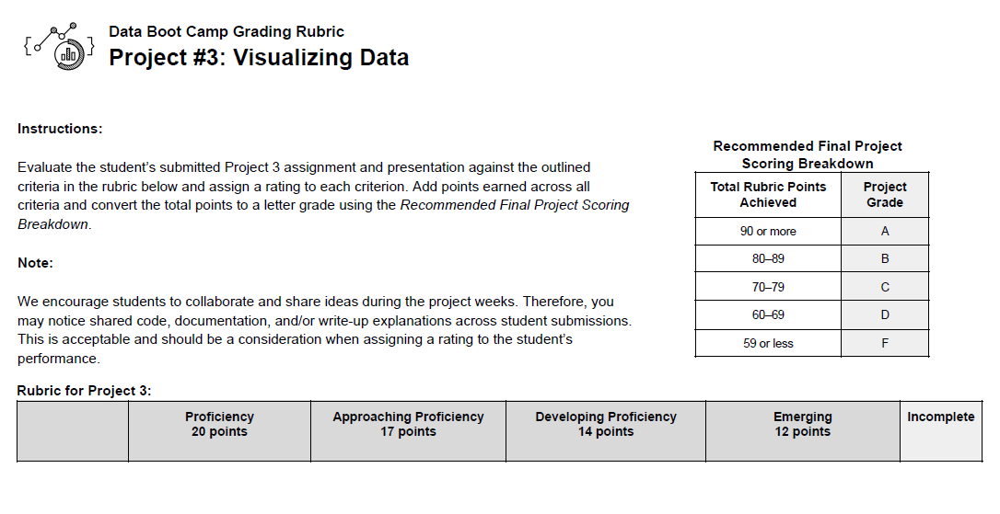 Data Boot Camp Grading Rubric
Project #3: Visualizing Data
Instructions:
Evaluate the student’s submitted Project 3 assignment and presentation against the outlined
criteria in the rubric below and assign a rating to each criterion. Add points earned across all
criteria and convert the total points to a letter grade using the Recommended Final Project Scoring
Breakdown.
Note:
We encourage students to collaborate and share ideas during the project weeks. Therefore, you
may notice shared code, documentation, and/or write-up explanations across student submissions.
This is acceptable and should be a consideration when assigning a rating to the student’s
performance.
Recommended Final Project
Scoring Breakdown
Total Rubric Points Achieved | Project Grade
90 or more | A
80–89 | B
70–79 | C
60–69 | D
59 or less | F
Rubric for Project 3:
Proficiency 20 points | Approaching Proficiency 17 points | Developing Proficiency 14 points | Emerging 12 points | Incomplete